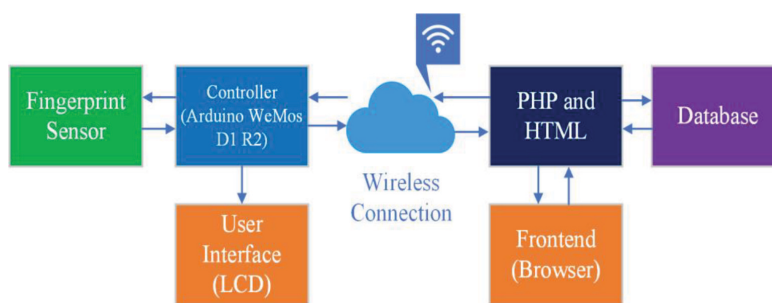 Fingerprint
Sensor
Controller
(Arduino WeMos
D1 R2)
PHP and
HTML
Database
Wireless
Connection
User
Interface
(LCD)
Frontend
(Browser)